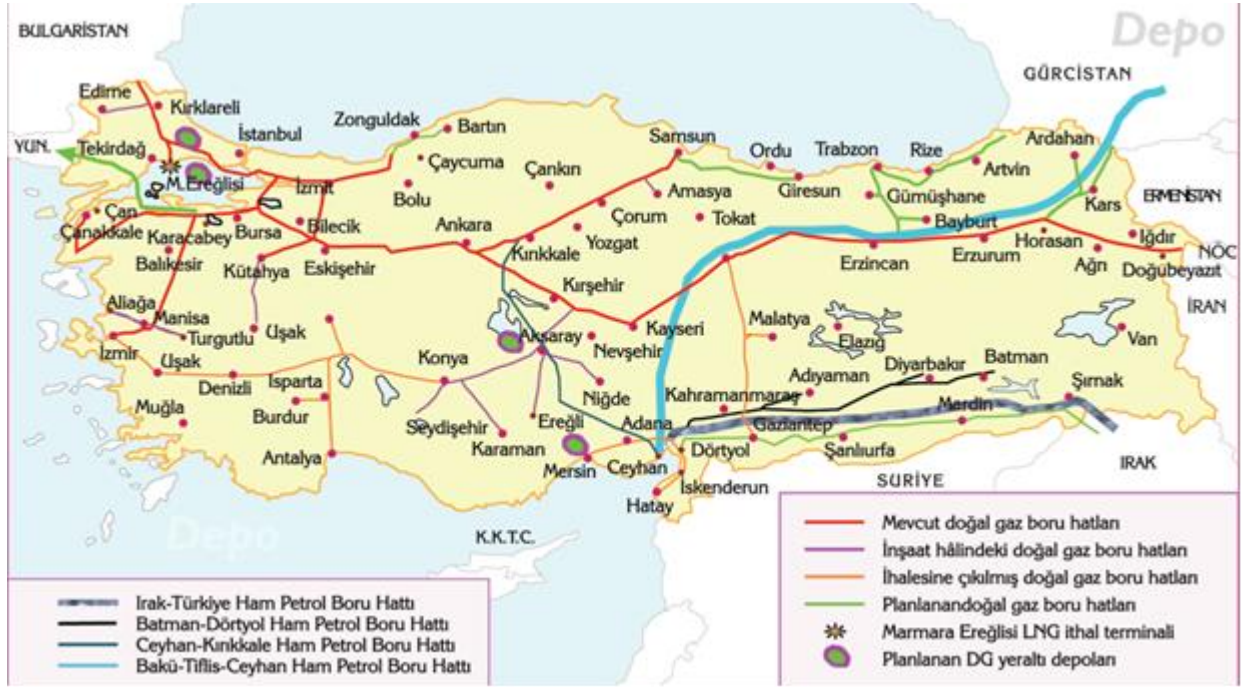 BULGARİSTAN
Depo
GÜRCİSTAN
Edirne
Kırklareli
Zonguldak
Bartın
Ardahan
YUN.
Tekirdağ
İstanbul
Samsun
Ordu
Trabzon
Rize
Artvin
Çaycuma
Çankırı
M.Ereğlisi
İzmit
Bolu
Amasya
Giresun
Gümüşhane
Kars
ERMENİSTAN
Çan
Çanakkale
Karacabey
Bursa
Bilecik
Ankara
Çorum
Tokat
Bayburt
Iğdır
Balıkesir
Kütahya
Eskişehir
Kırıkkale
Yozgat
Erzincan
Erzurum
Horasan
Ağrı
Doğubeyazıt
NÖC
Aliağa
Manisa
Kırşehir
İRAN
İzmir
Turgutlu
Uşak
Aksaray
Nevşehir
Kayseri
Malatya
Elazığ
Van
Uşak
Denizli
Isparta
Konya
Niğde
Kahramanmaraş
Adıyaman
Diyarbakır
Batman
Şırnak
Muğla
Burdur
Seydişehir
Karaman
Ereğli
Adana
Gaziantep
Mardin
Antalya
Mersin
Ceyhan
Dörtyol
Şanlıurfa
IRAK
Hatay
İskenderun
SURİYE
Depo
K.K.T.C.
Mevcut doğal gaz boru hatları
İnşaat hâlindeki doğal gaz boru hatları
İhalesine çıkılmış doğal gaz boru hatları
Planlanandoğal gaz boru hatları
Marmara Ereğlisi LNG ithal terminali
Planlanan DG yeraltı depoları
Irak-Türkiye Ham Petrol Boru Hattı
Batman-Dörtyol Ham Petrol Boru Hattı
Ceyhan-Kırıkkale Ham Petrol Boru Hattı
Bakü-Tiflis-Ceyhan Ham Petrol Boru Hattı